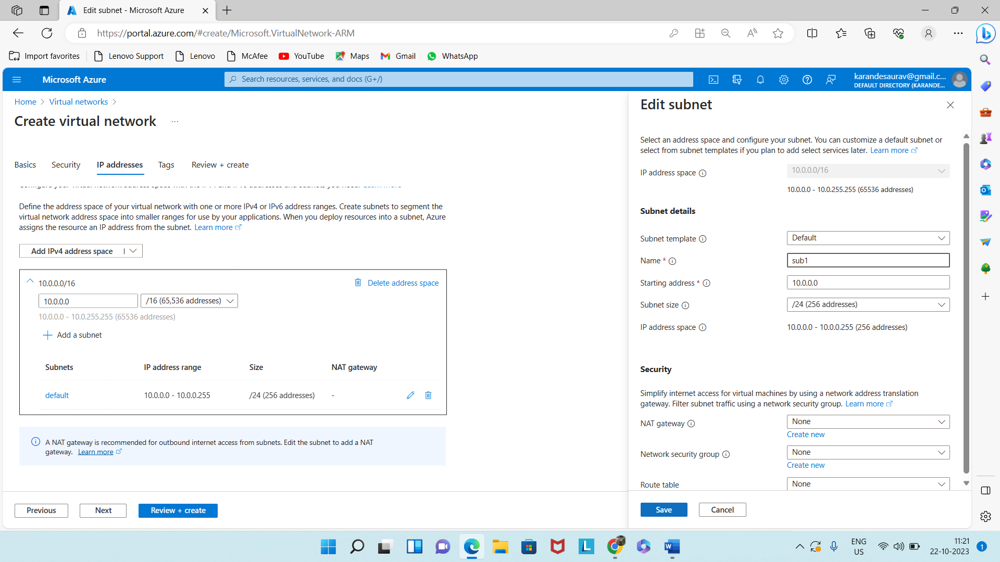 Edit subnet - Microsoft Azure
https://portal.azure.com/#create/Microsoft.VirtualNetwork-ARM
Import favorites
Lenovo Support
Lenovo
McAfee
YouTube
Maps
Gmail
WhatsApp
Microsoft Azure
Search resources, services, and docs (G+/)
karandesaurav@gmail.c...
DEFAULT DIRECTORY (KARANDE...
Home > Virtual networks >
Create virtual network ...
Basics
Security
IP addresses
Tags
Review + create
Define the address space of your virtual network with one or more IPv4 or IPv6 address ranges. Create subnets to segment the
virtual network address space into smaller ranges for use by your applications. When you deploy resources into a subnet, Azure
assigns the resource an IP address from the subnet. Learn more
Add IPv4 address space
10.0.0.0/16
Delete address space
10.0.0.0
/16 (65,536 addresses)
10.0.0.0 - 10.0.255.255 (65536 addresses)
Add a subnet
Subnets IP address range Size NAT gateway
default 10.0.0.0 - 10.0.0.255 /24 (256 addresses) -
A NAT gateway is recommended for outbound internet access from subnets. Edit the subnet to add a NAT
gateway. Learn more
Previous
Next
Review + create
Edit subnet
Select an address space and configure your subnet. You can customize a default subnet or
select from subnet templates if you plan to add select services later. Learn more
IP address space 10.0.0.0/16
10.0.0.0 - 10.0.255.255 (65536 addresses)
Subnet details
Subnet template Default
Name * sub1
Starting address * 10.0.0.0
Subnet size /24 (256 addresses)
IP address space 10.0.0.0 - 10.0.0.255 (256 addresses)
Security
Simplify internet access for virtual machines by using a network address translation
gateway. Filter subnet traffic using a network security group. Learn more
NAT gateway None
Create new
Network security group None
Create new
Route table None
Save
Cancel
ENG
US
11:21
22-10-2023
1